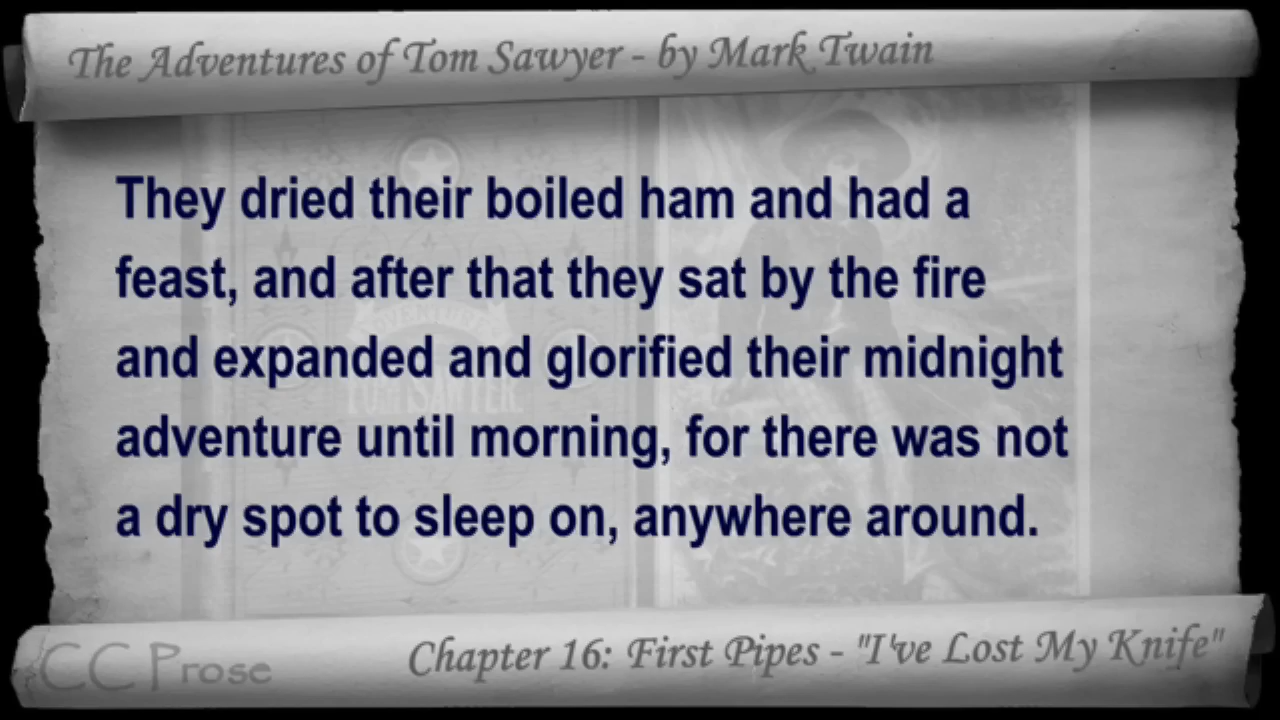 The Adventures of Tom Sawyer - by Mark Twain
They dried their boiled ham and had a
feast, and after that they sat by the fire
and expanded and glorified their midnight
adventure until morning, for there was not
a dry spot to sleep on, anywhere around.
CC Prose
Chapter 16: First Pipes - "I've Lost My Knife"